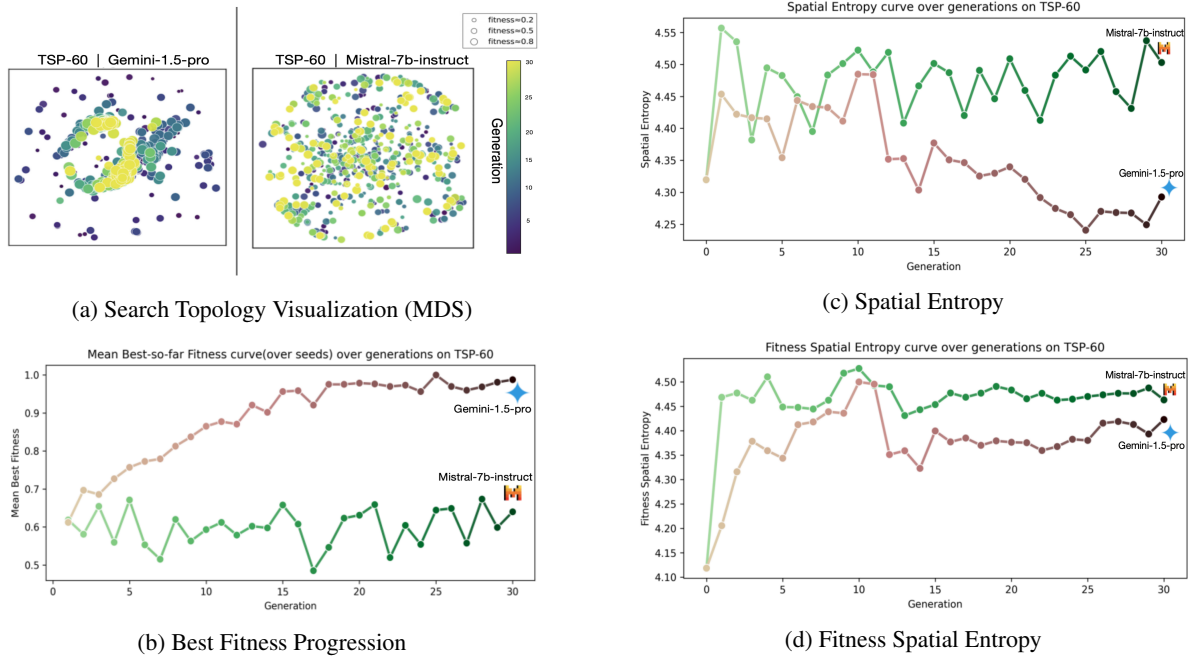 fitness=0.2
fitness=0.5
fitness=0.8
TSP-60 | Gemini-1.5-pro
TSP-60 | Mistral-7b-instruct
30
25
20
15
10
5
Generation
(a) Search Topology Visualization (MDS)
Mean Best-so-far Fitness curve(over seeds) over generations on TSP-60
Mean Best Fitness
1.0
0.9
0.8
0.7
0.6
0.5
Gemini-1.5-pro
Mistral-7b-instruct
0
5
10
15
20
25
30
Generation
(b) Best Fitness Progression
Spatial Entropy curve over generations on TSP-60
Spatial Entropy
4.55
4.50
4.45
4.40
4.35
4.30
4.25
Mistral-7b-instruct
Gemini-1.5-pro
0
5
10
15
20
25
30
Generation
(c) Spatial Entropy
Fitness Spatial Entropy curve over generations on TSP-60
Fitness Spatial Entropy
4.50
4.45
4.40
4.35
4.30
4.25
4.20
4.15
4.10
Mistral-7b-instruct
Gemini-1.5-pro
0
5
10
15
20
25
30
Generation
(d) Fitness Spatial Entropy